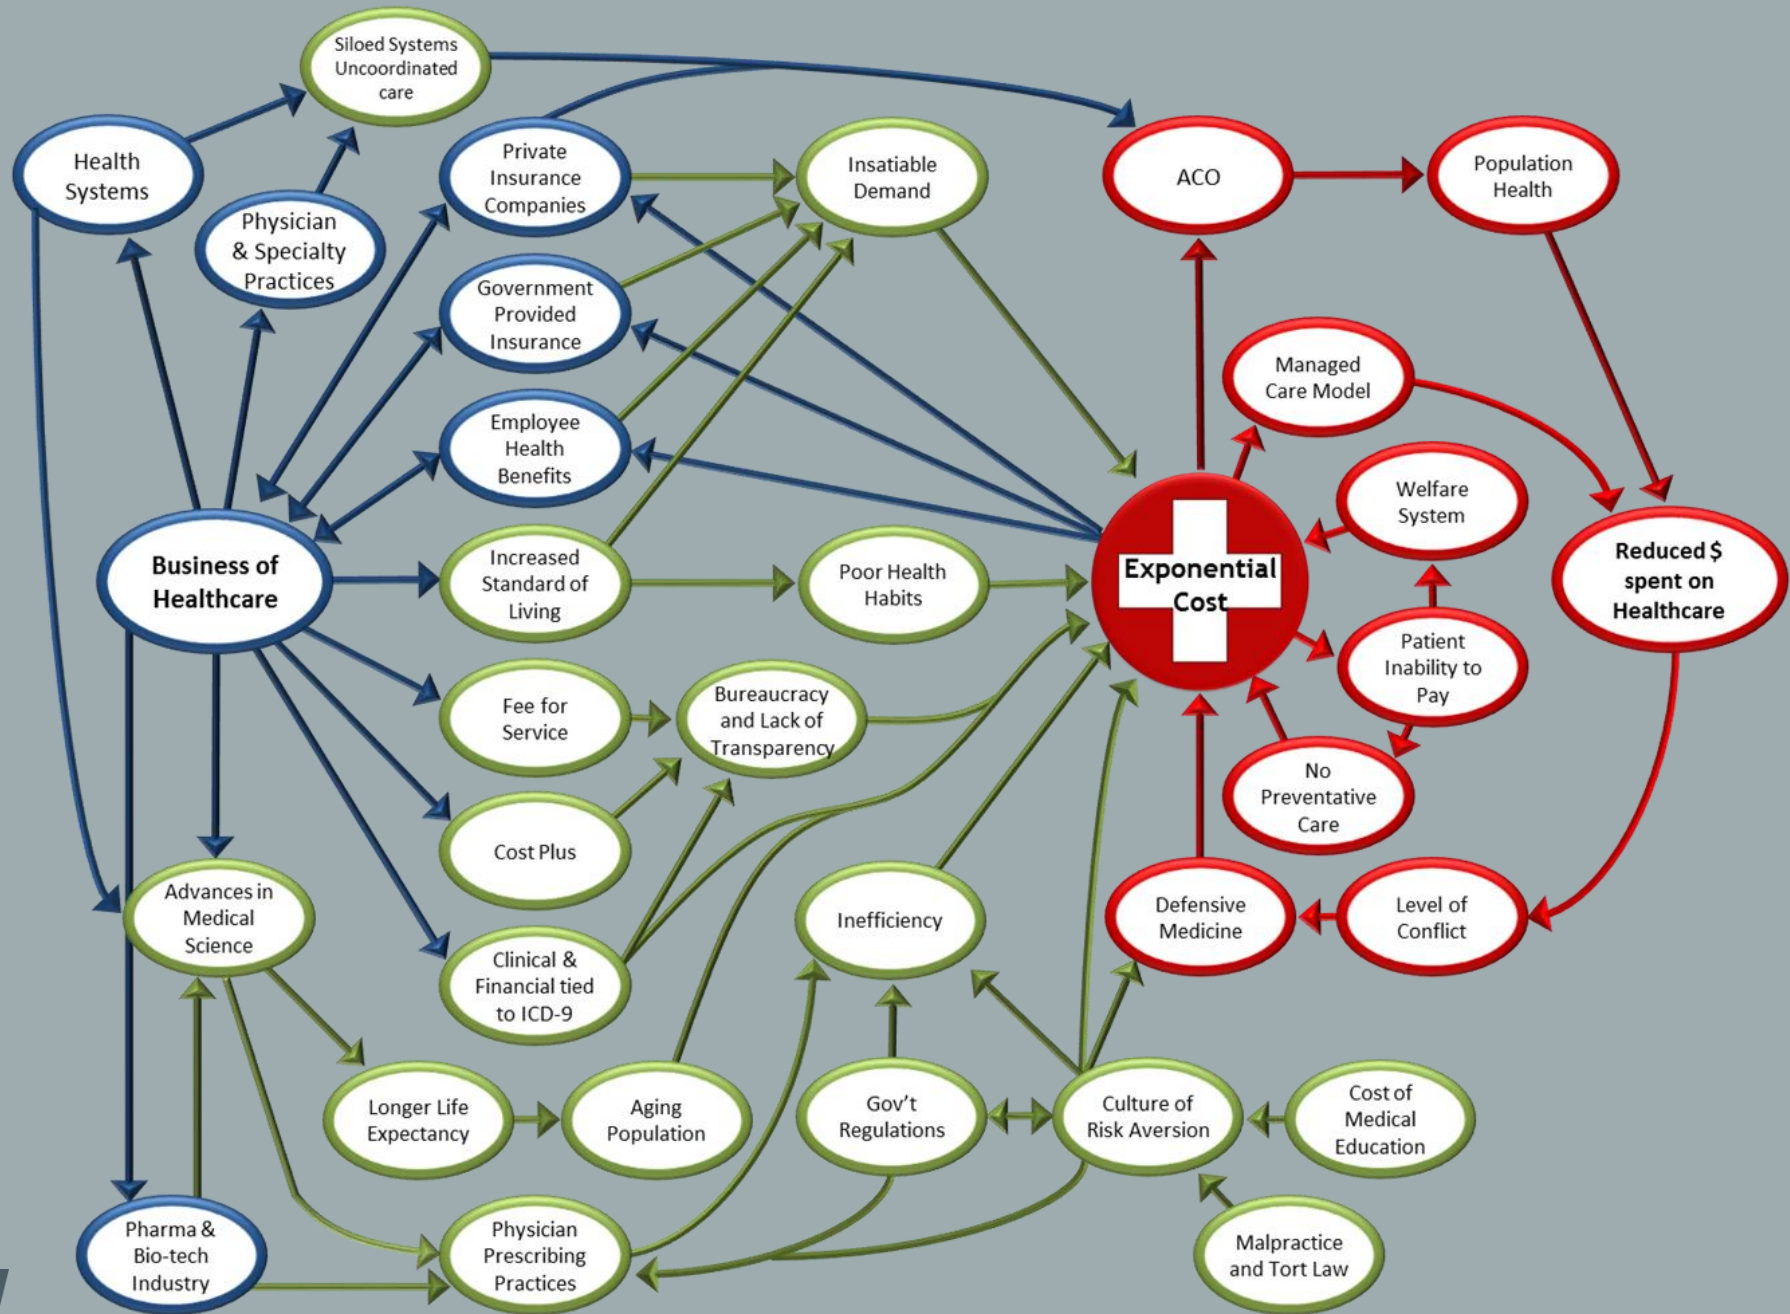 Siloed Systems
Uncoordinated
care
Health
Systems
Physician
& Specialty
Practices
Private
Insurance
Companies
Insatiable
Demand
ACO
Population
Health
Government
Provided
Insurance
Managed
Care Model
Employee
Health
Benefits
Welfare
System
Business of
Healthcare
Increased
Standard of
Living
Poor Health
Habits
Exponential
Cost
Reduced $
spent on
Healthcare
Patient
Inability to
Pay
Fee for
Service
Bureaucracy
and Lack of
Transparency
No
Preventative
Care
Cost Plus
Advances in
Medical
Science
Inefficiency
Defensive
Medicine
Level of
Conflict
Clinical &
Financial tied
to ICD-9
Longer Life
Expectancy
Aging
Population
Gov't
Regulations
Culture of
Risk Aversion
Cost of
Medical
Education
Pharma &
Bio-tech
Industry
Physician
Prescribing
Practices
Malpractice
and Tort Law